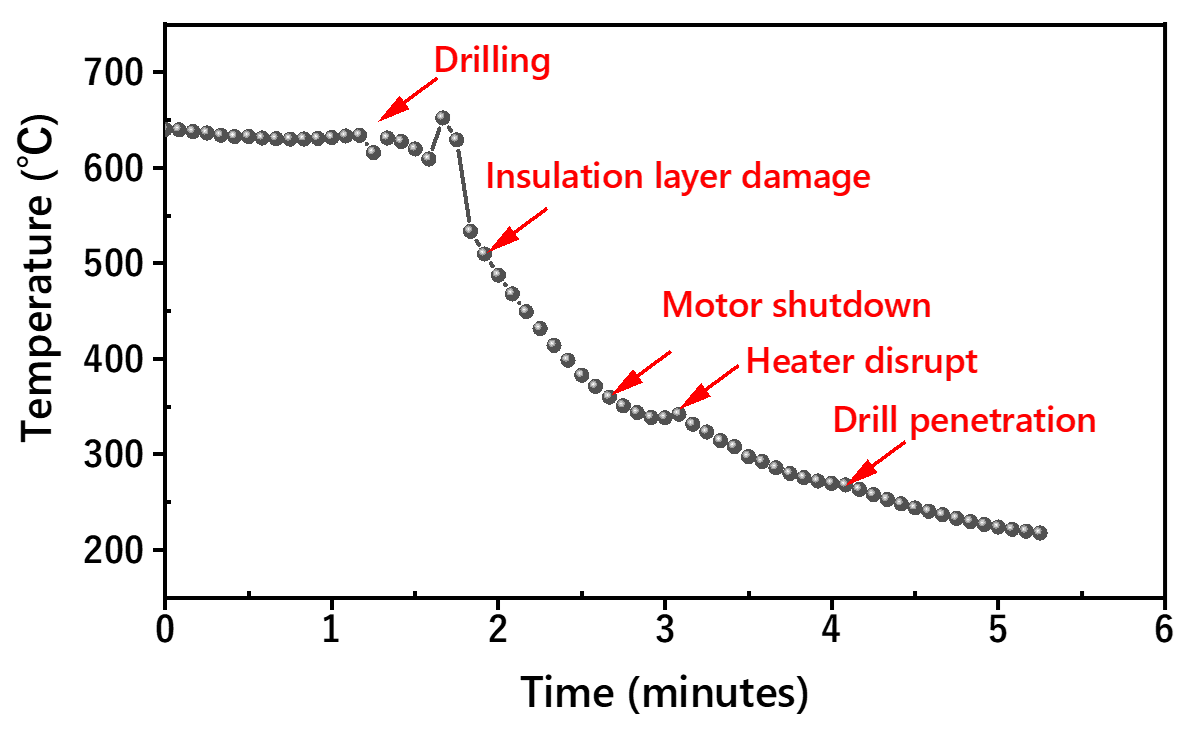 700
600
500
400
300
200
Temperature (°C)
Drilling
Insulation layer damage
Motor shutdown
Heater disrupt
Drill penetration
0 1 2 3 4 5 6
Time (minutes)